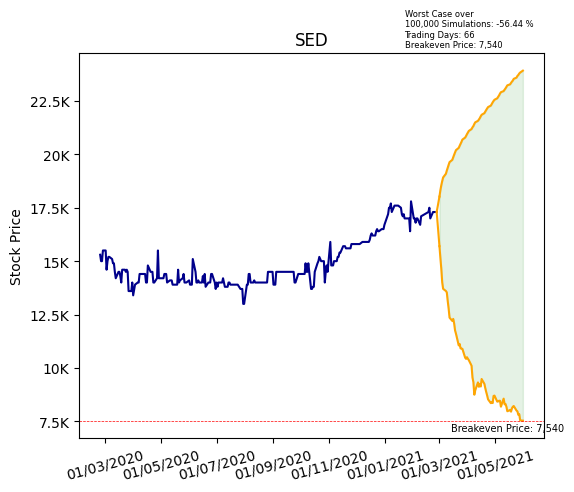 Worst Case over
100,000 Simulations: -56.44 %
Trading Days: 66
Breakeven Price: 7,540
SED
Stock Price
22.5K
20K
17.5K
15K
12.5K
10K
7.5K
Breakeven Price: 7,540
01/03/2020 01/05/2020 01/07/2020 01/09/2020 01/11/2020 01/01/2021 01/03/2021 01/05/2021